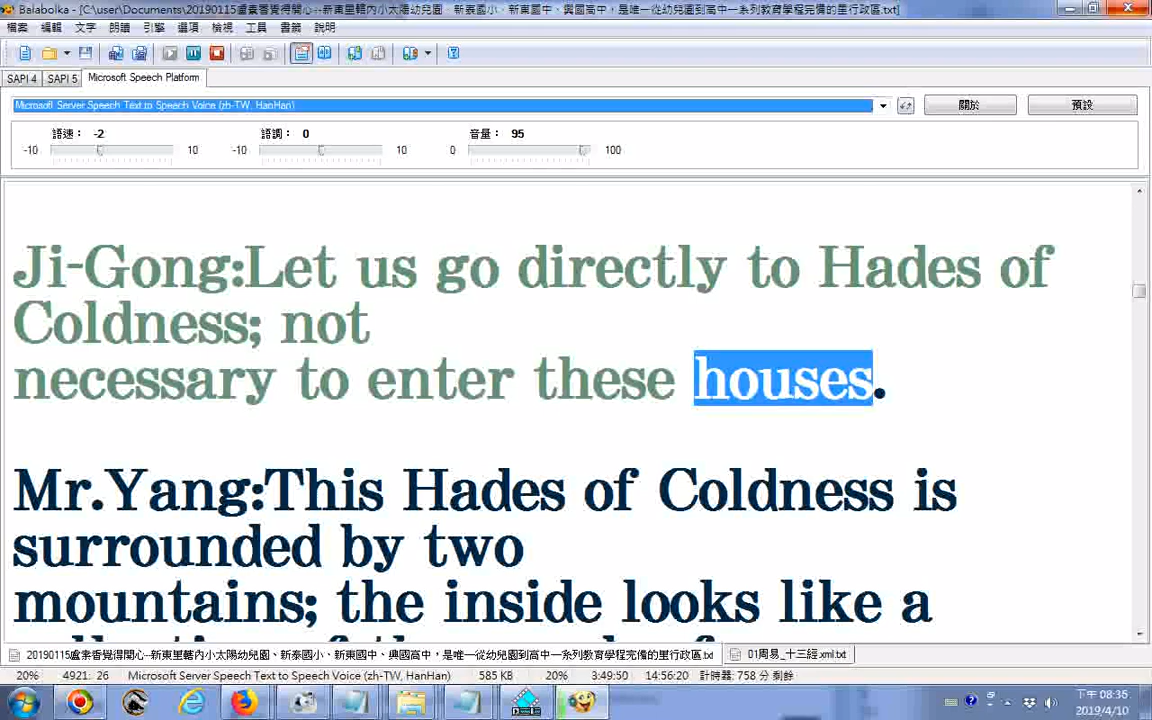 Balabolka - [C:\user\Documents\20190115盧素香覺得開心--新東里轄內小太陽幼兒園、新泰國小、新東國中、興國高中，是唯一從幼兒園到高中一系列教育學程完備的里行政區.txt]
檔案 編輯 文字 朗讀 引擎 選項 檢視 工具 書籤 說明
SAPI 4 SAPI 5 Microsoft Speech Platform
Microsoft Server Speech Text to Speech Voice (zh-TW, HanHan) 關於 預設
語速： -2 語調： 0 音量： 95
-10 10 -10 10 0 100
Ji-Gong:Let us go directly to Hades of
Coldness; not
necessary to enter these houses.
Mr.Yang:This Hades of Coldness is
surrounded by two
mountains; the inside looks like a
20190115盧素香覺得開心--新東里轄內小太陽幼兒園、新泰國小、新東國中、興國高中，是唯一從幼兒園到高中一系列教育學程完備的里行政區.txt 01周易_十三經.xml.txt
20% 4921: 26 Microsoft Server Speech Text to Speech Voice (zh-TW, HanHan) 585 KB 20% 3:49:50 14:56:20 計時器: 758 分 剩餘
下午 08:35
2019/4/10